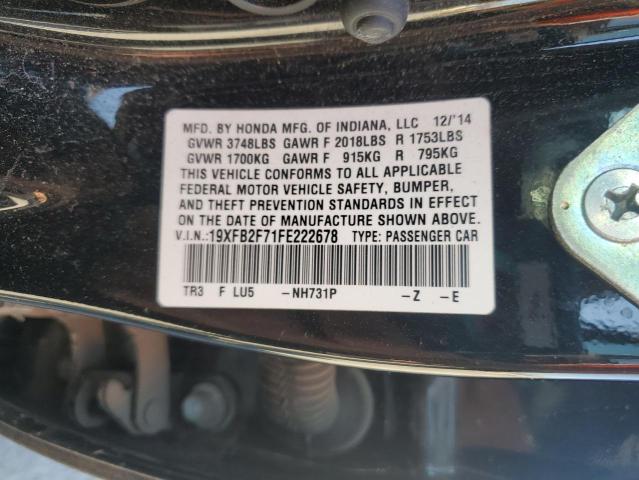 MFD. BY HONDA MFG. OF INDIANA, LLC 12/'14
GVWR 3748LBS GAWR F 2018LBS R 1753LBS
GVWR 1700KG GAWR F 915KG R 795KG
THIS VEHICLE CONFORMS TO ALL APPLICABLE
FEDERAL MOTOR VEHICLE SAFETY, BUMPER,
AND THEFT PREVENTION STANDARDS IN EFFECT
ON THE DATE OF MANUFACTURE SHOWN ABOVE.
V.I.N.:19XFB2F71FE222678 TYPE: PASSENGER CAR
TR3 F LU5 -NH731P -Z -E